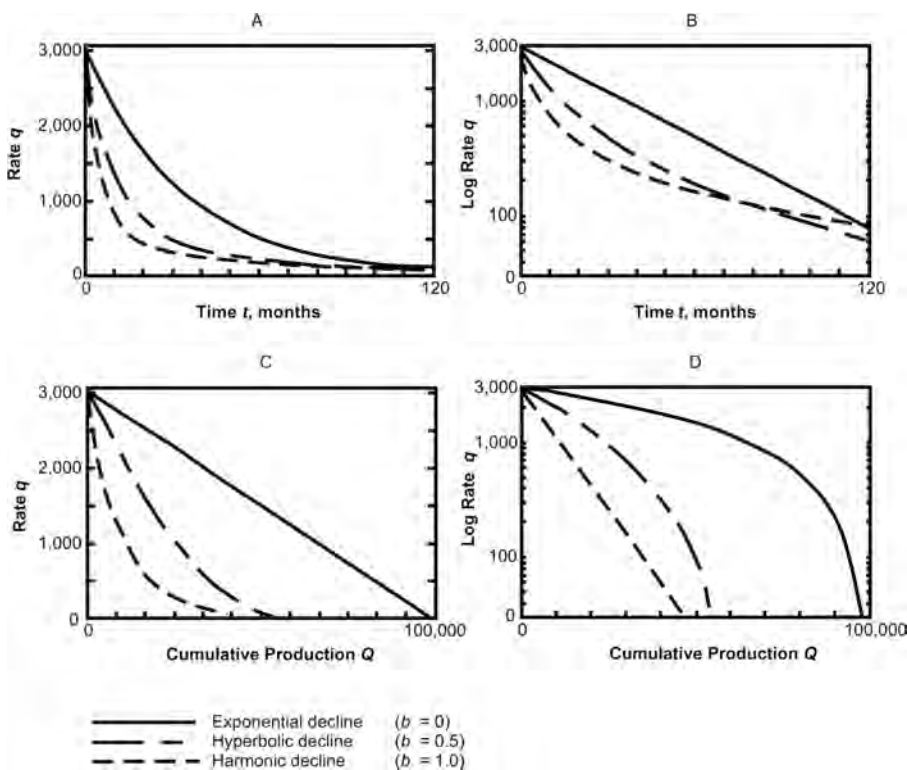 A
3,000
2,000
1,000
0
Rate q
0 120
Time t, months
B
3,000
1,000
100
0
Log Rate q
0 120
Time t, months
C
3,000
2,000
1,000
0
Rate q
0 100,000
Cumulative Production Q
D
3,000
1,000
100
0
Log Rate q
0 100,000
Cumulative Production Q
Exponential decline (b = 0)
Hyperbolic decline (b = 0.5)
Harmonic decline (b = 1.0)